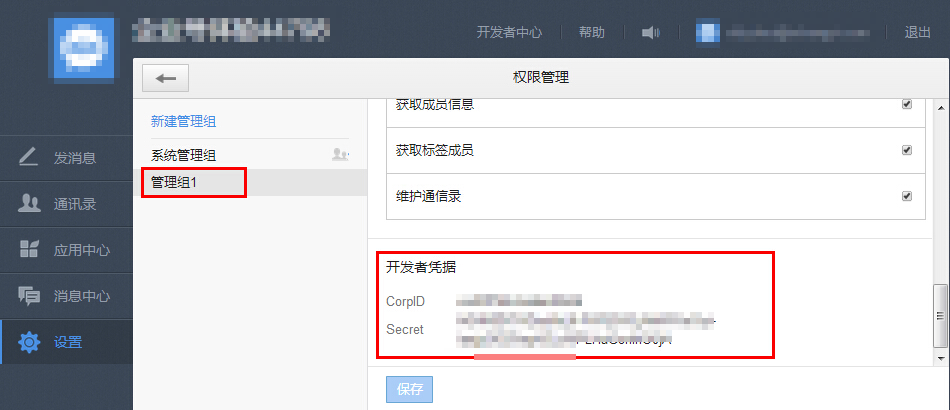 开发者中心 帮助 退出
权限管理
新建管理组
系统管理组
管理组1
发消息
通讯录
应用中心
消息中心
设置
获取成员信息
获取标签成员
维护通信录
开发者凭据
CorpID
Secret
保存